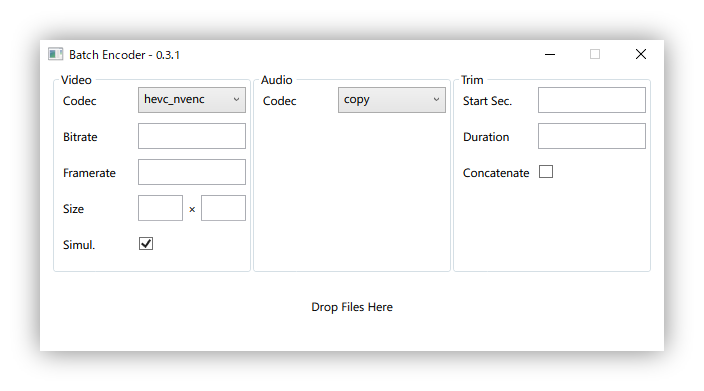 Batch Encoder - 0.3.1
Video
Codec
hevc_nvenc
Bitrate
Framerate
Size
×
Simul.
Audio
Codec
copy
Trim
Start Sec.
Duration
Concatenate
Drop Files Here